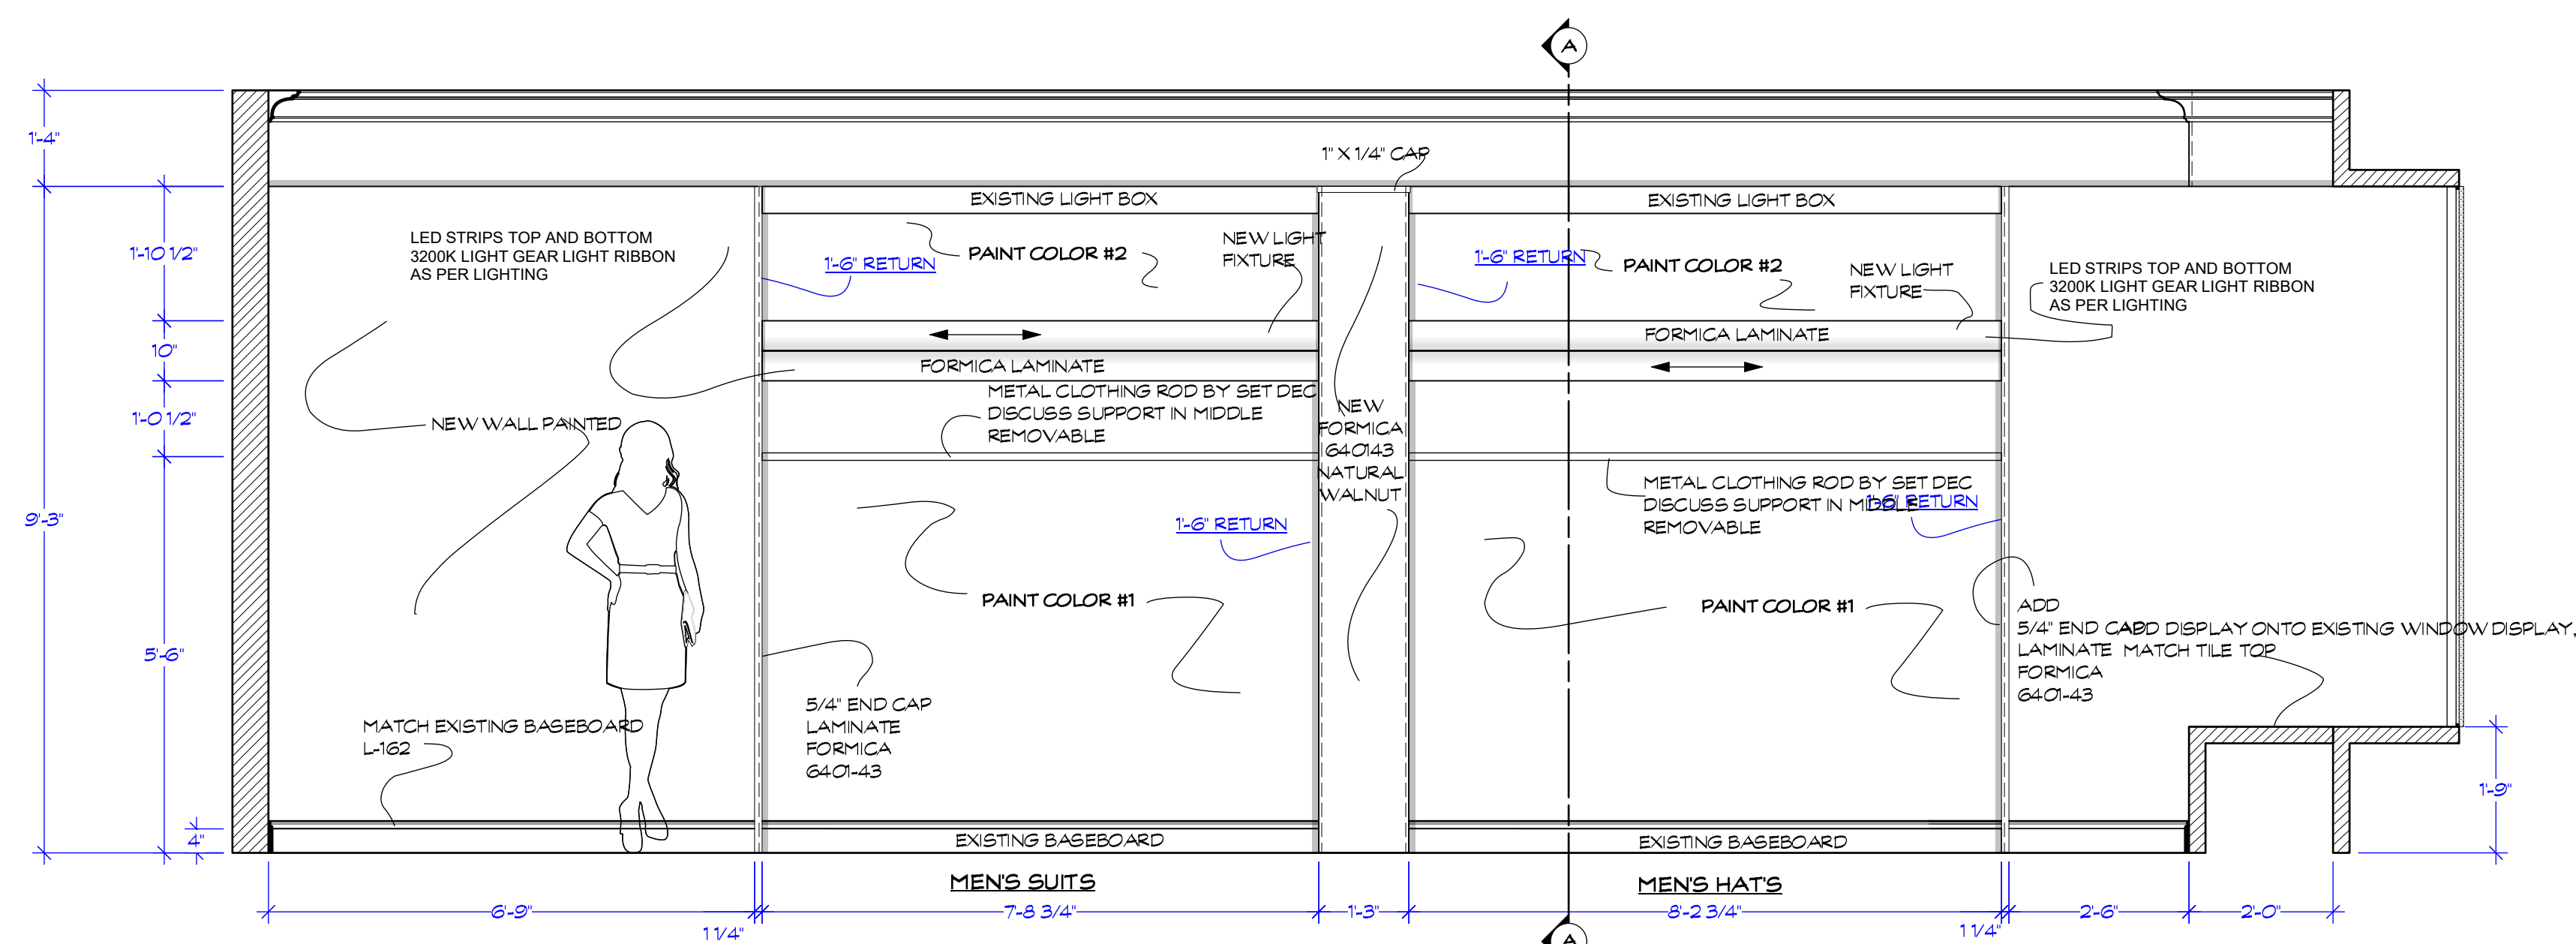 A
1'-4"
1" X 1/4" CAP
EXISTING LIGHT BOX
EXISTING LIGHT BOX
LED STRIPS TOP AND BOTTOM
3200K LIGHT GEAR LIGHT RIBBON
AS PER LIGHTING
1'-10 1/2"
1'-6" RETURN
PAINT COLOR #2
NEW LIGHT
FIXTURE
1'-6" RETURN
PAINT COLOR #2
NEW LIGHT
FIXTURE
LED STRIPS TOP AND BOTTOM
3200K LIGHT GEAR LIGHT RIBBON
AS PER LIGHTING
10"
FORMICA LAMINATE
FORMICA LAMINATE
1'-0 1/2"
NEW WALL PAINTED
METAL CLOTHING ROD BY SET DEC
DISCUSS SUPPORT IN MIDDLE
REMOVABLE
NEW
FORMICA
640143
NATURAL
WALNUT
METAL CLOTHING ROD BY SET DEC
DISCUSS SUPPORT IN MIDDLE
REMOVABLE
1'-6" RETURN
9'-3"
1'-6" RETURN
5'-6"
PAINT COLOR #1
PAINT COLOR #1
ADD
5/4" END CAP
LAMINATE
FORMICA
6401-43
ADD DISPLAY ONTO EXISTING WINDOW DISPLAY,
MATCH TILE TOP
5/4" END CAP
LAMINATE
FORMICA
6401-43
MATCH EXISTING BASEBOARD
L-162
1'-9"
4"
EXISTING BASEBOARD
EXISTING BASEBOARD
MEN'S SUITS
MEN'S HAT'S
6'-9"
7'-8 3/4"
1'-3"
8'-2 3/4"
2'-6"
2'-0"
1 1/4"
1 1/4"
A